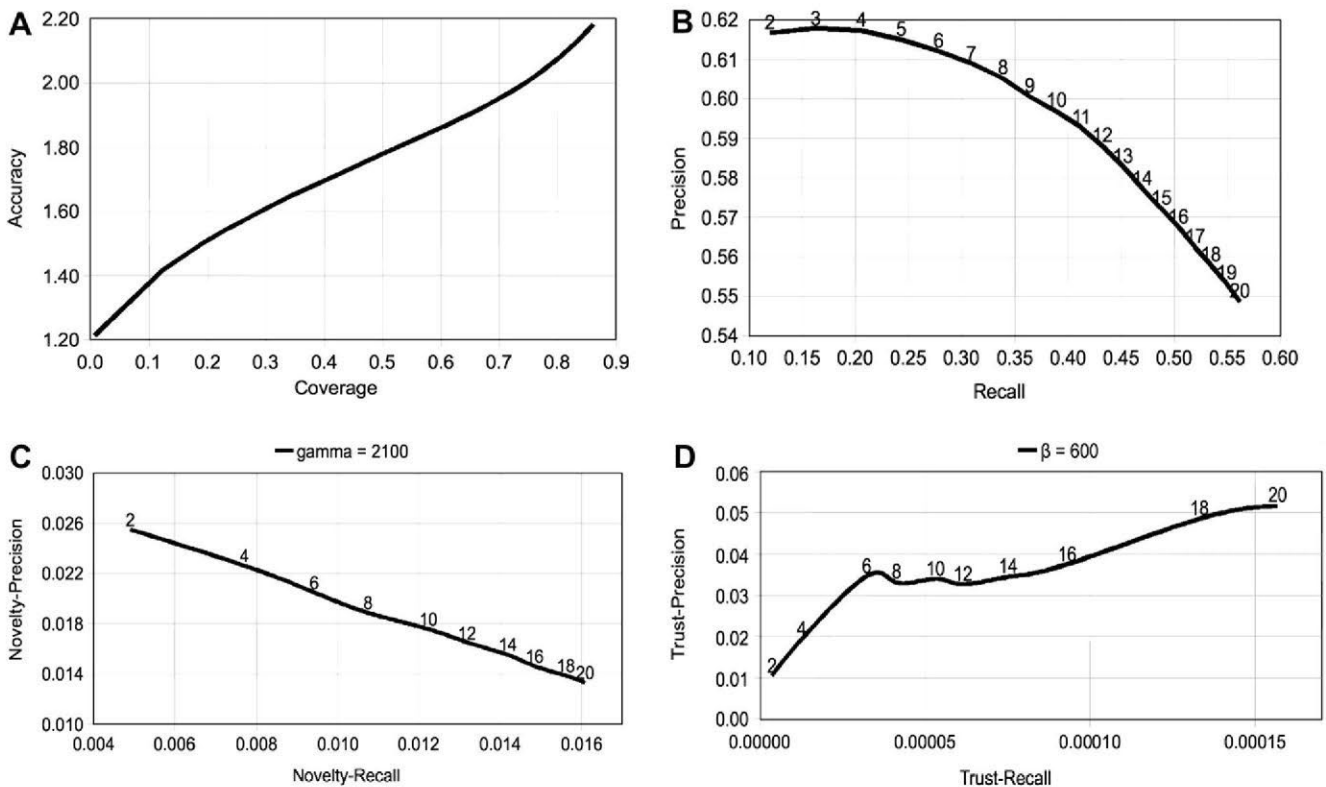 A
Accuracy
2.20
2.00
1.80
1.60
1.40
1.20
0.0 0.1 0.2 0.3 0.4 0.5 0.6 0.7 0.8 0.9
Coverage
B
Precision
0.62
0.61
0.60
0.59
0.58
0.57
0.56
0.55
0.54
2 3 4 5 6 7 8 9 10 11 12 13 14 15 16 17 18 19 20
0.10 0.15 0.20 0.25 0.30 0.35 0.40 0.45 0.50 0.55 0.60
Recall
C
gamma = 2100
Novelty-Precision
0.030
0.026
0.022
0.018
0.014
0.010
2 4 6 8 10 12 14 16 18 20
0.004 0.006 0.008 0.010 0.012 0.014 0.016
Novelty-Recall
D
β = 600
Trust-Precision
0.06
0.05
0.04
0.03
0.02
0.01
0.00
2 4 6 8 10 12 14 16 18 20
0.00000 0.00005 0.00010 0.00015
Trust-Recall